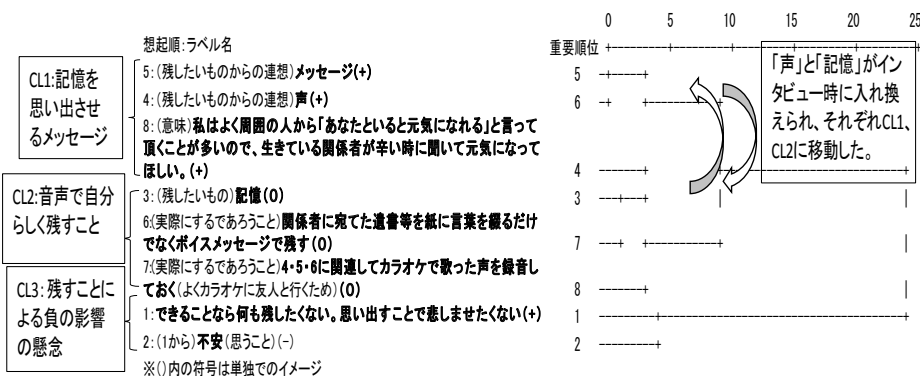 0 5 10 15 20 25
想起順:ラベル名
重要順位
CL1:記憶を
思い出させ
るメッセージ
5:(残したいものからの連想)メッセージ(+)
4:(残したいものからの連想)声(+)
8:(意味)私はよく周囲の人から「あなたといると元気になれる」と言って
頂くことが多いので、生きている関係者が辛い時に聞いて元気になって
ほしい。(+)
CL2:音声で自分
らしく残すこと
3:(残したいもの)記憶(0)
6:(実際にするであろうこと)関係者に宛てた遺書等を紙に言葉を綴るだけ
でなくボイスメッセージで残す(0)
7:(実際にするであろうこと)4・5・6に関連してカラオケで歌った声を録音し
ておく(よくカラオケに友人と行くため)(0)
CL3:残すことに
よる負の影響
の懸念
1:できることなら何も残したくない。思い出すことで悲しませたくない(+)
2:(1から)不安(思うこと)(-)
※()内の符号は単独でのイメージ
5
6
4
3
7
8
1
2
「声」と「記憶」がイン
タビュー時に入れ換
えられ、それぞれCL1、
CL2に移動した。